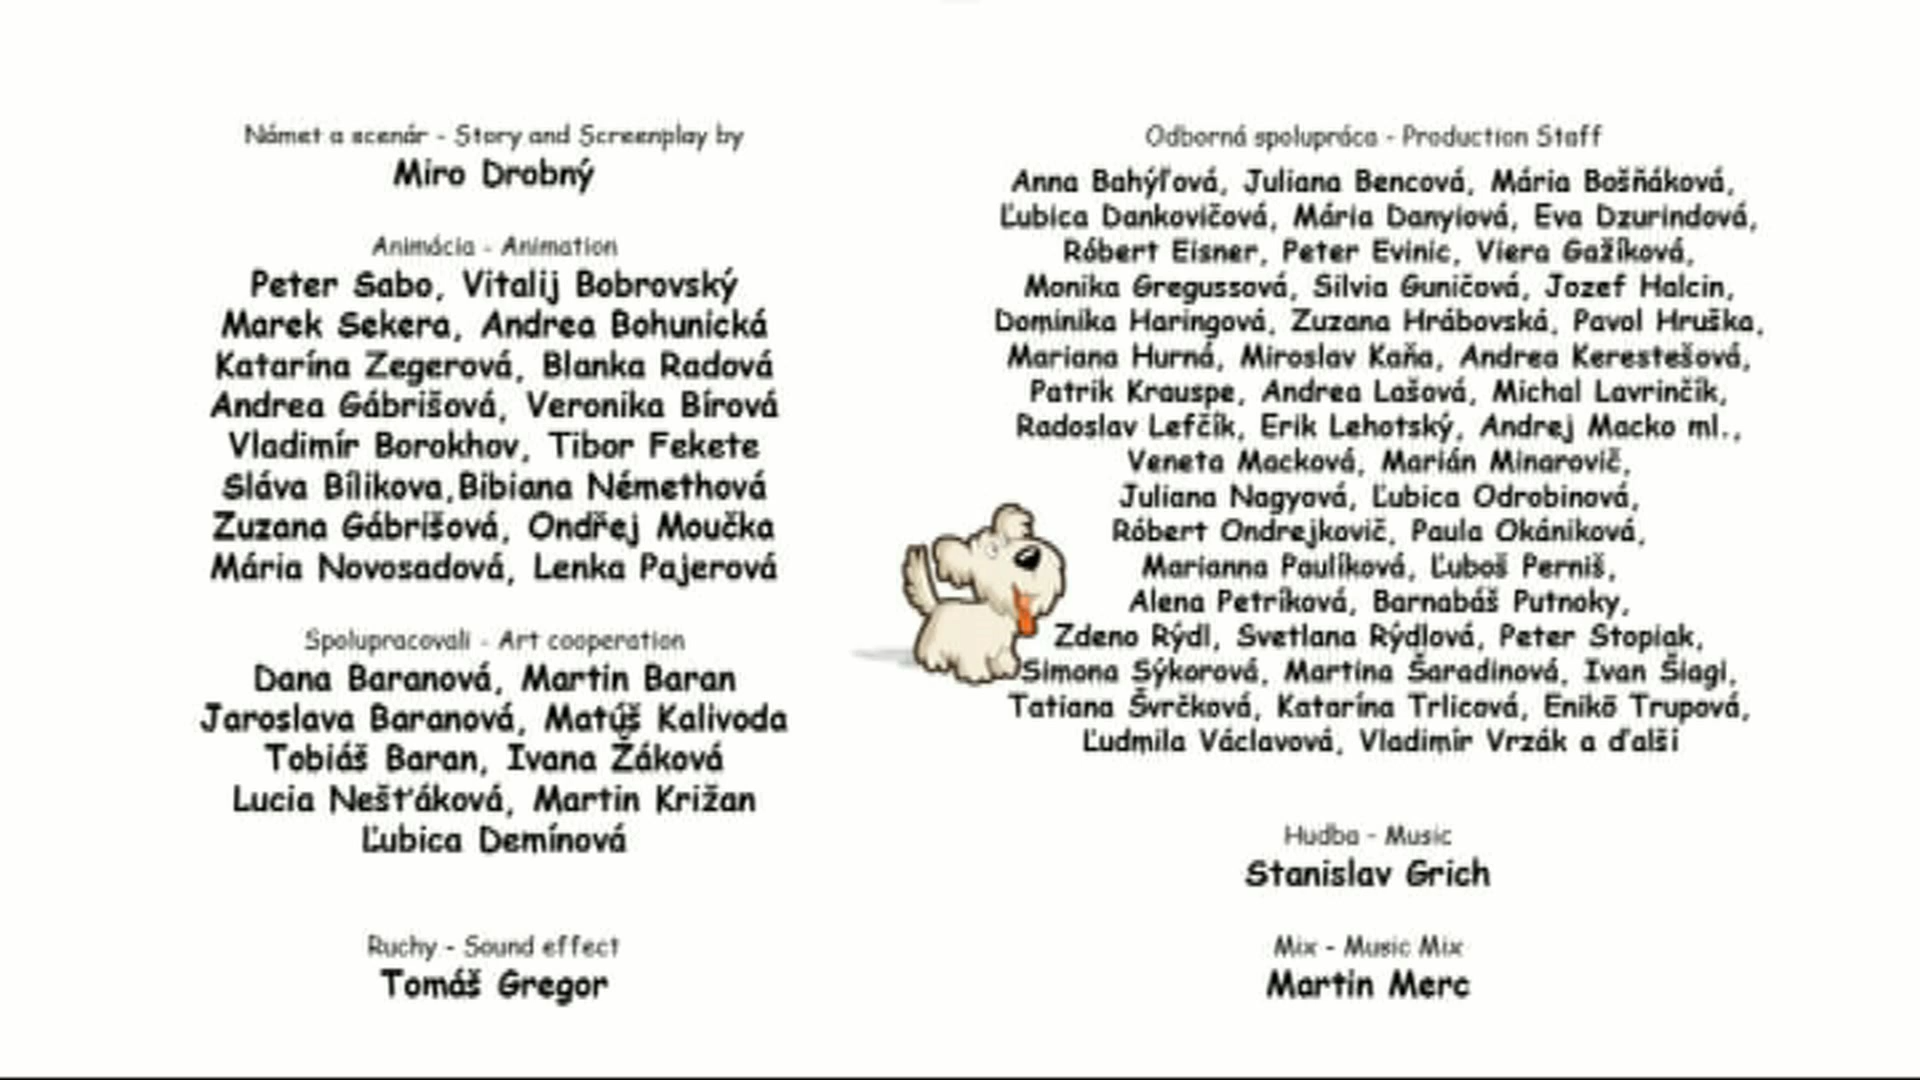 Námet a scenár - Story and Screenplay by
Miro Drobný
Animácia - Animation
Peter Sabo, Vitalij Bobrovský
Marek Sekera, Andrea Bohunická
Katarína Zegerová, Blanka Radová
Andrea Gábrišová, Veronika Bírová
Vladimír Borokhov, Tibor Fekete
Sláva Bílikova,Bibiana Némethová
Zuzana Gábrišová, Ondřej Moučka
Mária Novosadová, Lenka Pajerová
Spolupracovali - Art cooperation
Dana Baranová, Martin Baran
Jaroslava Baranová, Matúš Kalivoda
Tobiáš Baran, Ivana Žáková
Lucia Nešťáková, Martin Križan
Ľubica Demínová
Ruchy - Sound effect
Tomáš Gregor
Odborná spolupráca - Production Staff
Anna Bahýľová, Juliana Bencová, Mária Bošňáková,
Ľubica Dankovičová, Mária Danyiová, Eva Dzurindová,
Róbert Eisner, Peter Evinic, Viera Gažíková,
Monika Gregussová, Silvia Guničová, Jozef Halcin,
Dominika Haringová, Zuzana Hrábovská, Pavol Hruška,
Mariana Hurná, Miroslav Kaňa, Andrea Kerestešová,
Patrik Krauspe, Andrea Lašová, Michal Lavrinčík,
Radoslav Lefčík, Erik Lehotský, Andrej Macko ml.,
Veneta Macková, Marián Minarovič,
Juliana Nagyová, Ľubica Odrobinová,
Róbert Ondrejkovič, Paula Okániková,
Marianna Paulíková, Ľuboš Perniš,
Alena Petríková, Barnabáš Putnoky,
Zdeno Rýdl, Svetlana Rýdlová, Peter Stopiak,
Simona Sýkorová, Martina Šaradinová, Ivan Šiagi,
Tatiana Švrčková, Katarína Trlicová, Enikö Trupová,
Ľudmila Václavová, Vladimír Vrzák a ďalší
Hudba - Music
Stanislav Grich
Mix - Music Mix
Martin Merc